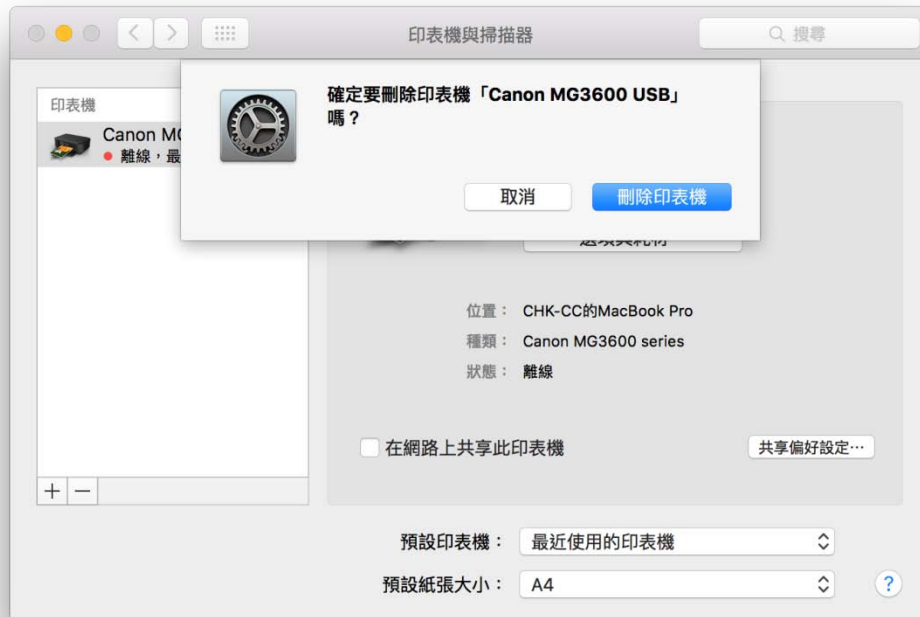 印表機與掃描器
搜尋
確定要刪除印表機「Canon MG3600 USB」
嗎？
取消
刪除印表機
印表機
Canon MG
離線，最
位置： CHK-CC的MacBook Pro
種類： Canon MG3600 series
狀態： 離線
在網路上共享此印表機
共享偏好設定…
預設印表機： 最近使用的印表機
預設紙張大小： A4
?